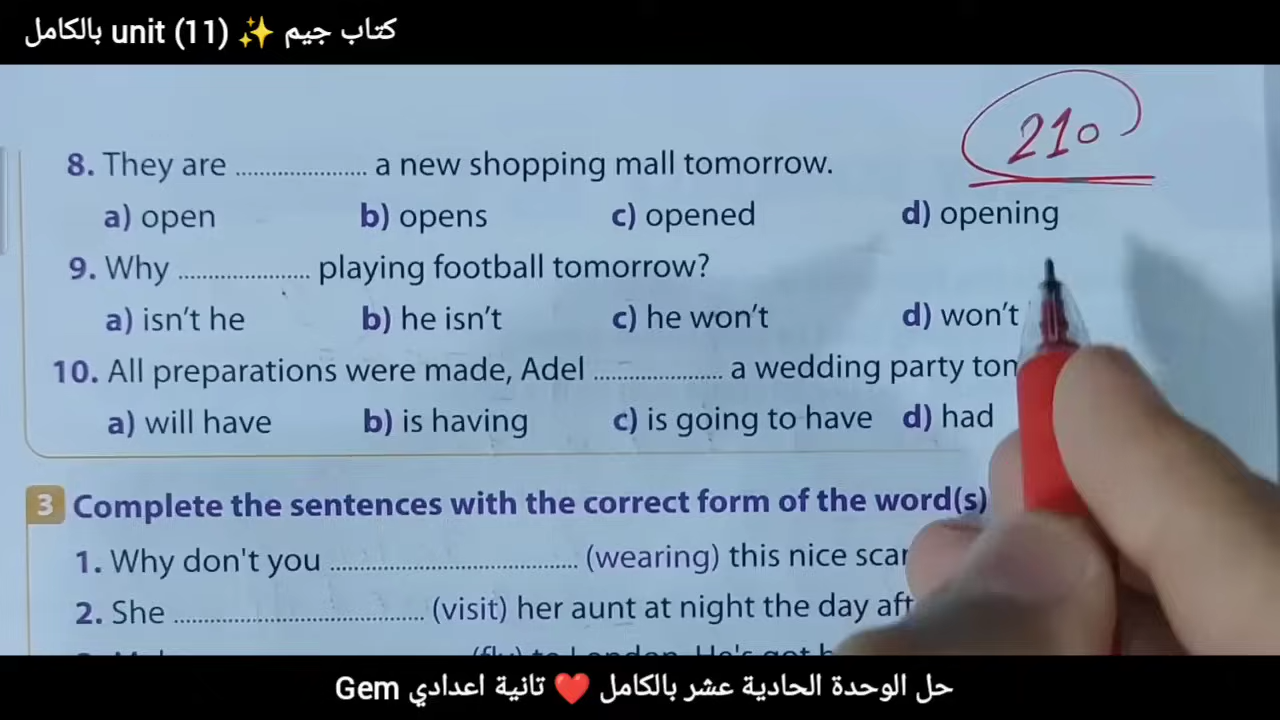 كتاب جيم ✨ unit (11) بالكامل
210
8. They are ...................... a new shopping mall tomorrow.
a) open b) opens c) opened d) opening
9. Why ...................... playing football tomorrow?
a) isn't he b) he isn't c) he won't d) won't
10. All preparations were made, Adel ...................... a wedding party
a) will have b) is having c) is going to have d) had
3 Complete the sentences with the correct form of the word(s)
1. Why don't you .......................................... (wearing) this nice
2. She .......................................... (visit) her aunt at night the day
to London. He's got
حل الوحدة الحادية عشر بالكامل ❤️ تانية اعدادي Gem